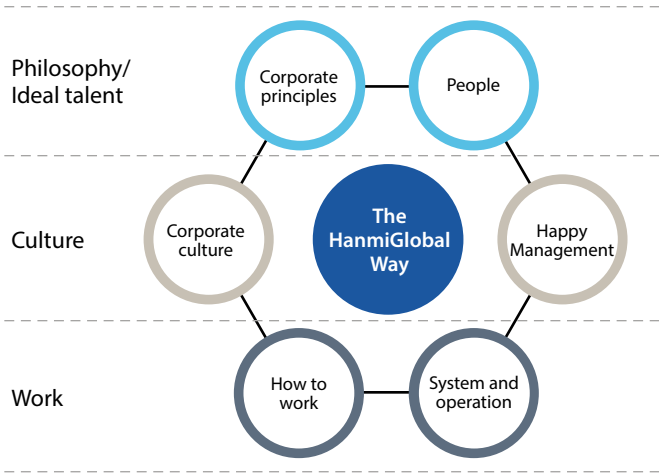 Philosophy/
Ideal talent
Corporate
principles
People
Culture
Corporate
culture
The
HanmiGlobal
Way
Happy
Management
Work
How to
work
System and
operation